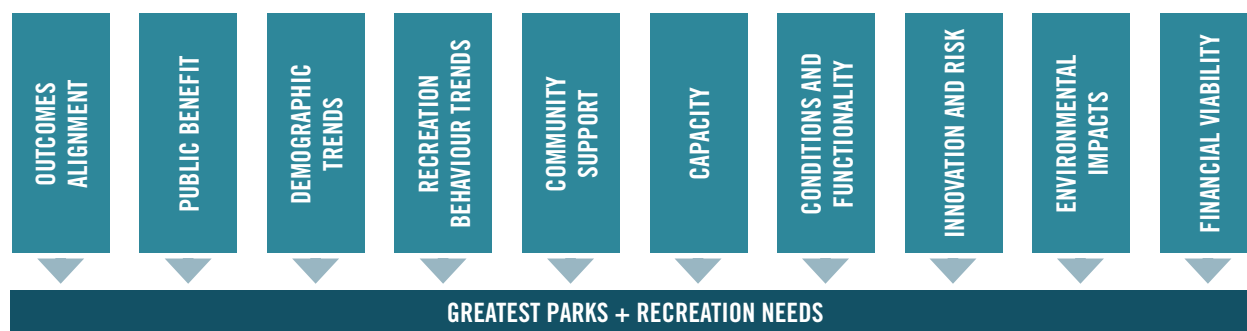 OUTCOMES
ALIGNMENT
PUBLIC BENEFIT
DEMOGRAPHIC
TRENDS
RECREATION
BEHAVIOUR TRENDS
COMMUNITY
SUPPORT
CAPACITY
CONDITIONS AND
FUNCTIONALITY
INNOVATION AND RISK
ENVIRONMENTAL
IMPACTS
FINANCIAL VIABILITY
GREATEST PARKS + RECREATION NEEDS